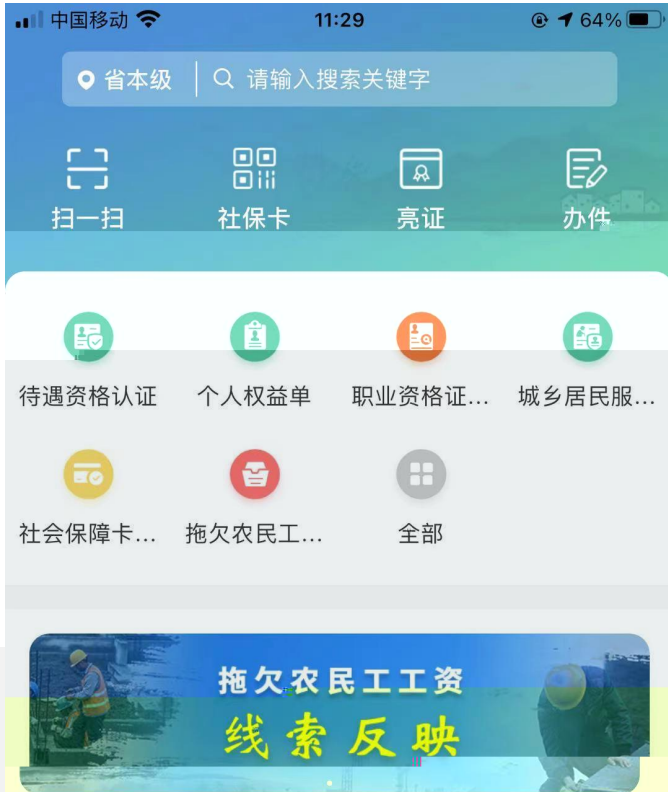 中国移动 11:29 64%
省本级 请输入搜索关键字
扫一扫 社保卡 亮证 办件
待遇资格认证 个人权益单 职业资格证... 城乡居民服...
社会保障卡... 拖欠农民工... 全部
拖欠农民工工资
线索反映